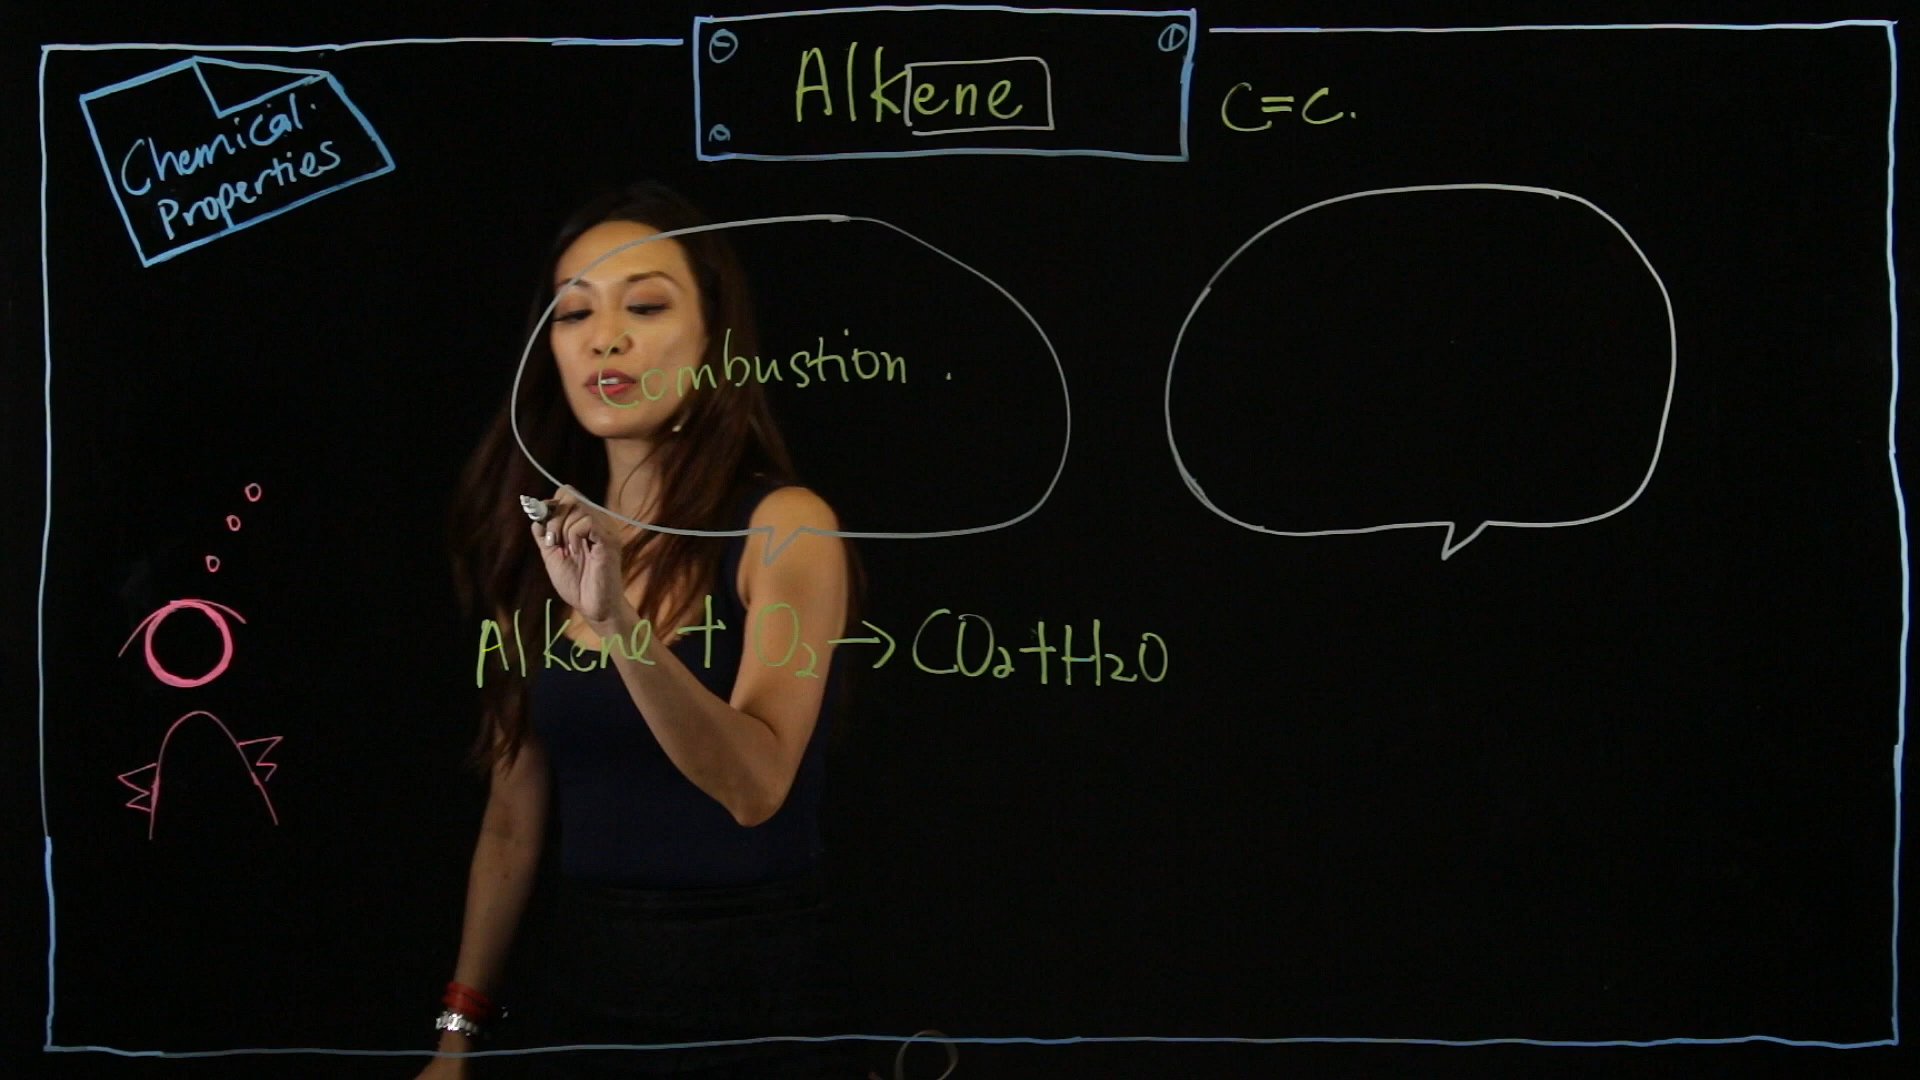 Alkene
C=C.
Chemical
Properties
Combustion.
Alkene + O₂ → CO₂+H₂O